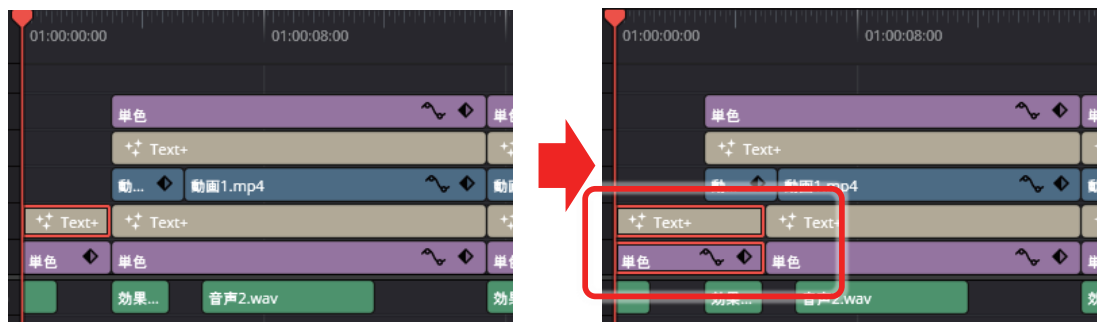 01:00:00:00 01:00:08:00
単色
Text+
動... 動画1.mp4
Text+ Text+
単色 単色
効果... 音声2.wav
01:00:00:00 01:00:08:00
単色
Text+
動画1.mp4
Text+ Text+
単色 単色
音声2.wav